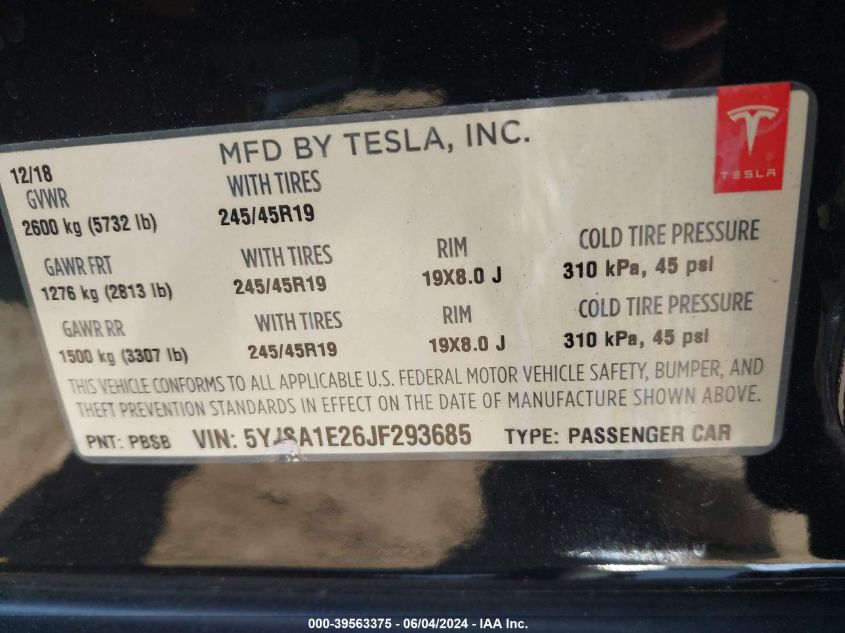 MFD BY TESLA, INC.
TESLA
12/18
GVWR WITH TIRES
2600 kg (5732 lb) 245/45R19
GAWR FRT WITH TIRES RIM COLD TIRE PRESSURE
1276 kg (2813 lb) 245/45R19 19X8.0 J 310 kPa, 45 psi
GAWR RR WITH TIRES RIM COLD TIRE PRESSURE
1500 kg (3307 lb) 245/45R19 19X8.0 J 310 kPa, 45 psi
THIS VEHICLE CONFORMS TO ALL APPLICABLE U.S. FEDERAL MOTOR VEHICLE SAFETY, BUMPER, AND
THEFT PREVENTION STANDARDS IN EFFECT ON THE DATE OF MANUFACTURE SHOWN ABOVE.
PNT: PBSB VIN: 5YJSA1E26JF293685 TYPE: PASSENGER CAR
000-39563375 - 06/04/2024 - IAA Inc.